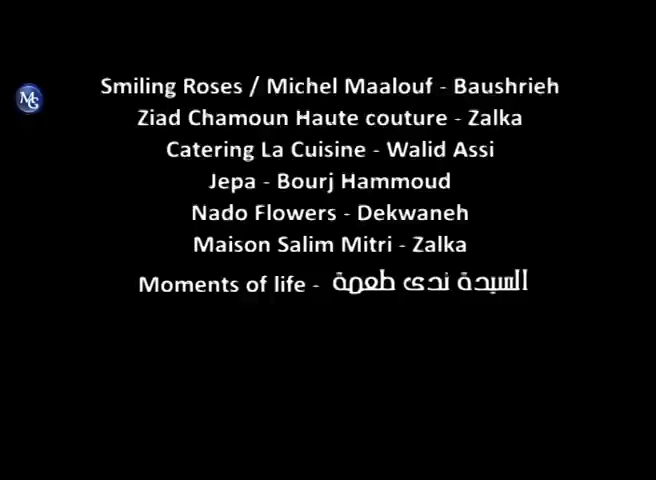 MG
Smiling Roses / Michel Maalouf - Baushrieh
Ziad Chamoun Haute couture - Zalka
Catering La Cuisine - Walid Assi
Jepa - Bourj Hammoud
Nado Flowers - Dekwaneh
Maison Salim Mitri - Zalka
Moments of life - السيدة ندى طعمة